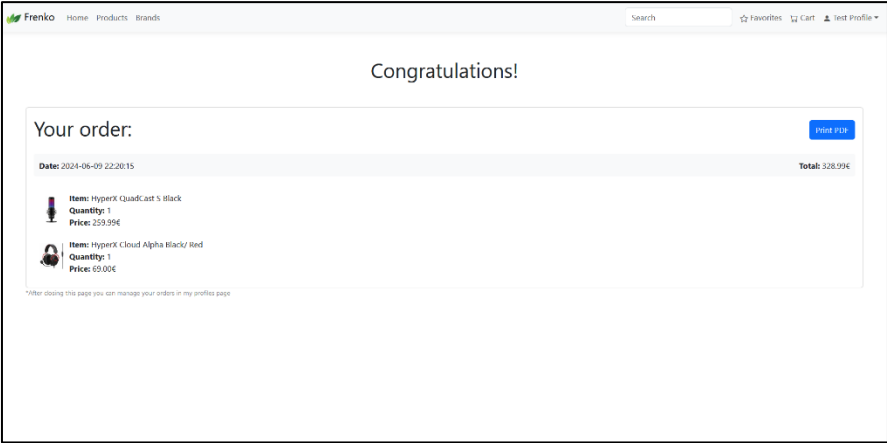 Frenko Home Products Brands Search Favorites Cart Test Profile
Congratulations!
Your order:
Print PDF
Date: 2024-06-09 22:20:15 Total: 328.99€
Item: HyperX QuadCast S Black
Quantity: 1
Price: 259.99€
Item: HyperX Cloud Alpha Black/ Red
Quantity: 1
Price: 69.00€
*After closing this page you can manage your orders in my profiles page